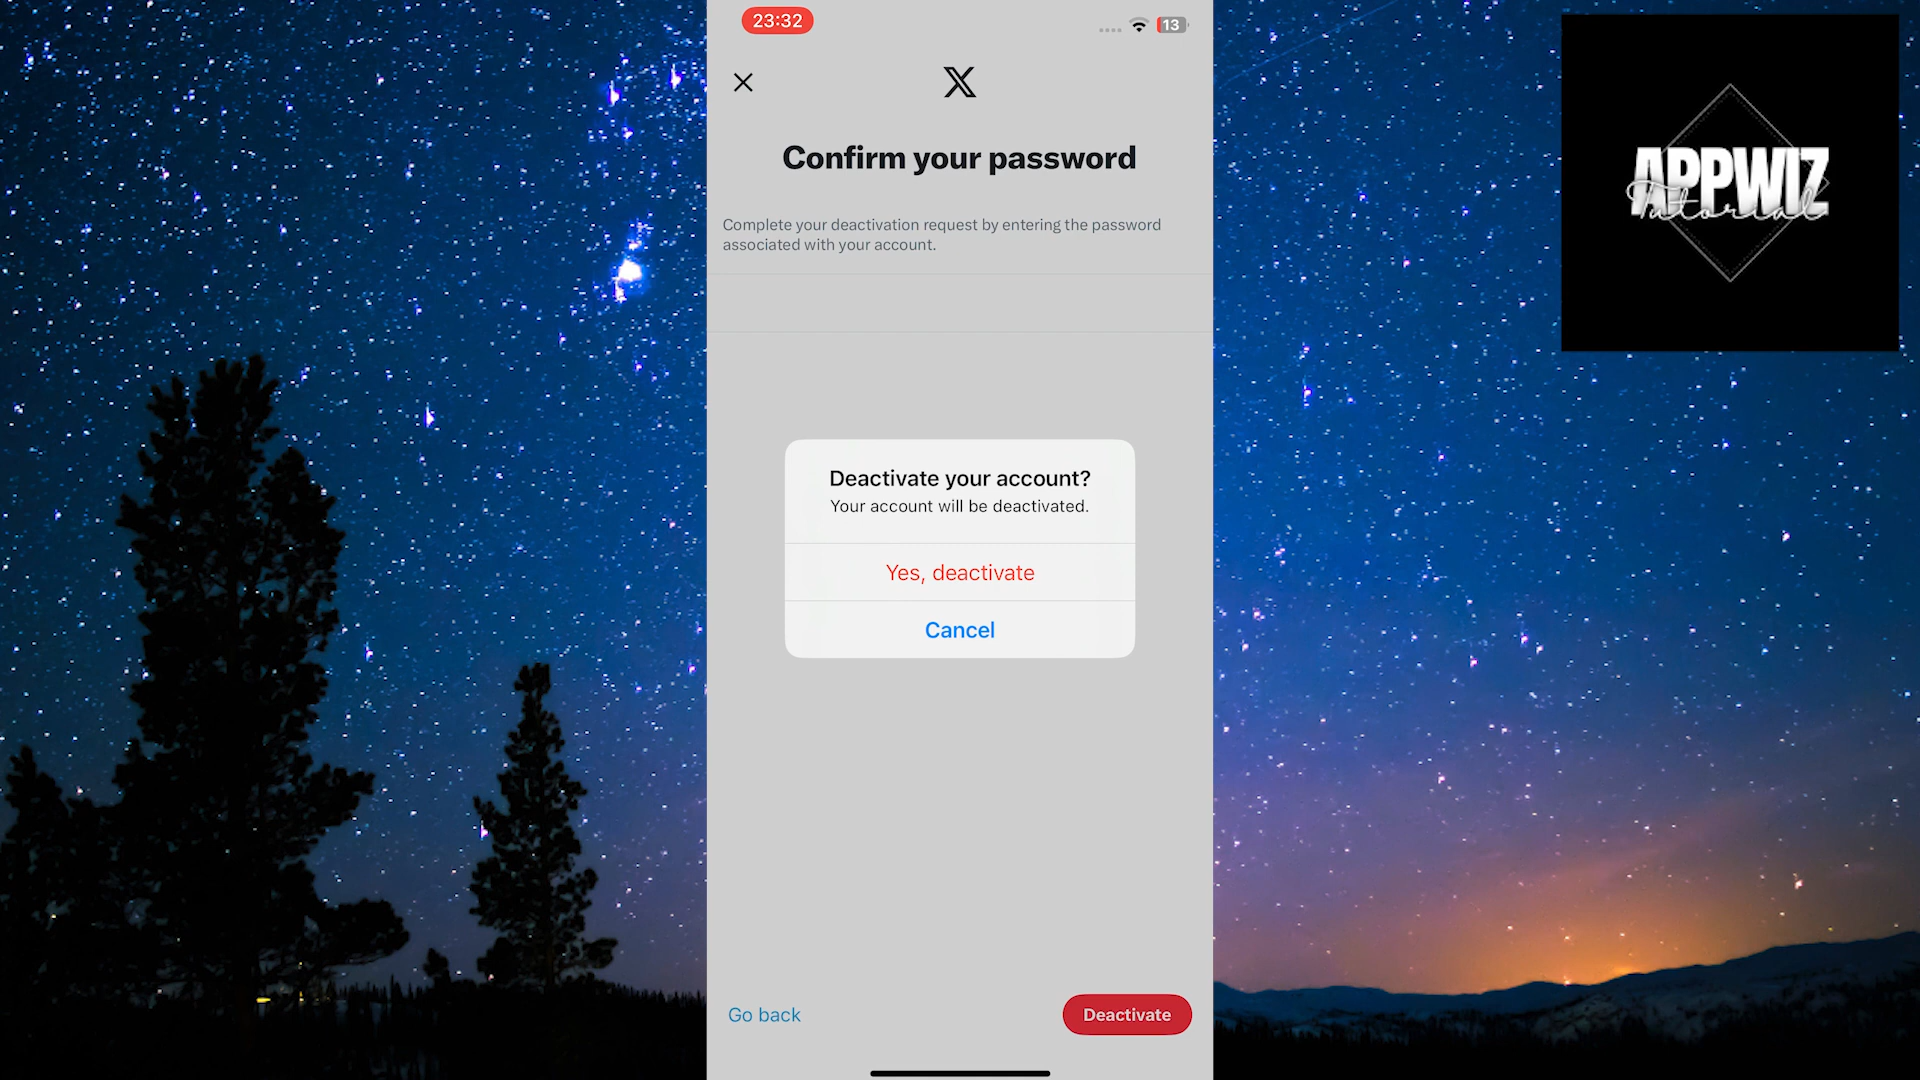 23:32
13
X
Confirm your password
Complete your deactivation request by entering the password
associated with your account.
Deactivate your account?
Your account will be deactivated.
Yes, deactivate
Cancel
Go back
Deactivate
APPWIZ
Tutorial